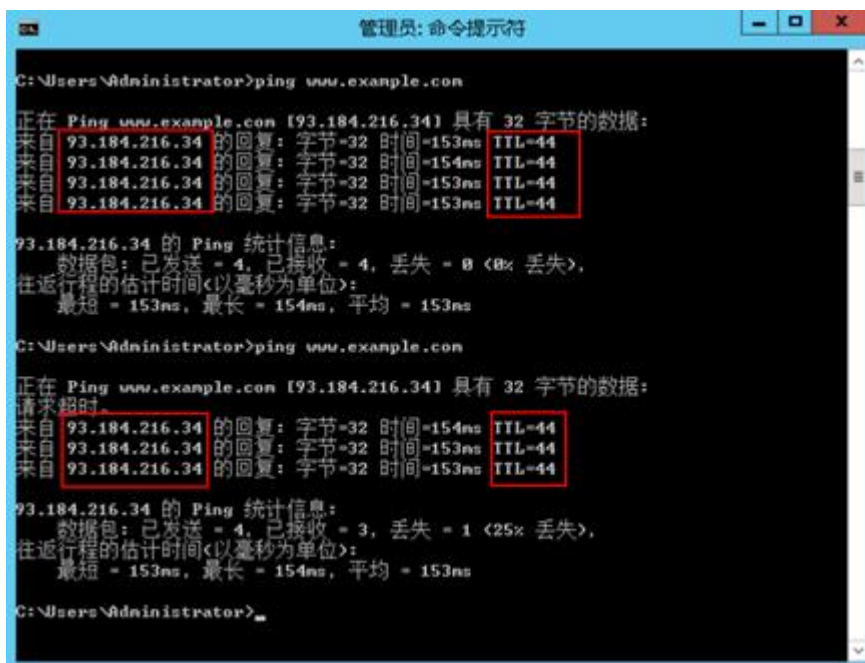 管理员: 命令提示符
C:\Users\Administrator>ping www.example.com
正在 Ping www.example.com [93.184.216.34] 具有 32 字节的数据:
来自 93.184.216.34 的回复: 字节=32 时间=153ms TTL=44
来自 93.184.216.34 的回复: 字节=32 时间=154ms TTL=44
来自 93.184.216.34 的回复: 字节=32 时间=153ms TTL=44
来自 93.184.216.34 的回复: 字节=32 时间=153ms TTL=44
93.184.216.34 的 Ping 统计信息:
数据包: 已发送 = 4, 已接收 = 4, 丢失 = 0 (0% 丢失),
往返行程的估计时间(以毫秒为单位):
最短 = 153ms, 最长 = 154ms, 平均 = 153ms
C:\Users\Administrator>ping www.example.com
正在 Ping www.example.com [93.184.216.34] 具有 32 字节的数据:
请求超时。
来自 93.184.216.34 的回复: 字节=32 时间=154ms TTL=44
来自 93.184.216.34 的回复: 字节=32 时间=153ms TTL=44
来自 93.184.216.34 的回复: 字节=32 时间=153ms TTL=44
93.184.216.34 的 Ping 统计信息:
数据包: 已发送 = 4, 已接收 = 3, 丢失 = 1 (25% 丢失),
往返行程的估计时间(以毫秒为单位):
最短 = 153ms, 最长 = 154ms, 平均 = 153ms
C:\Users\Administrator>